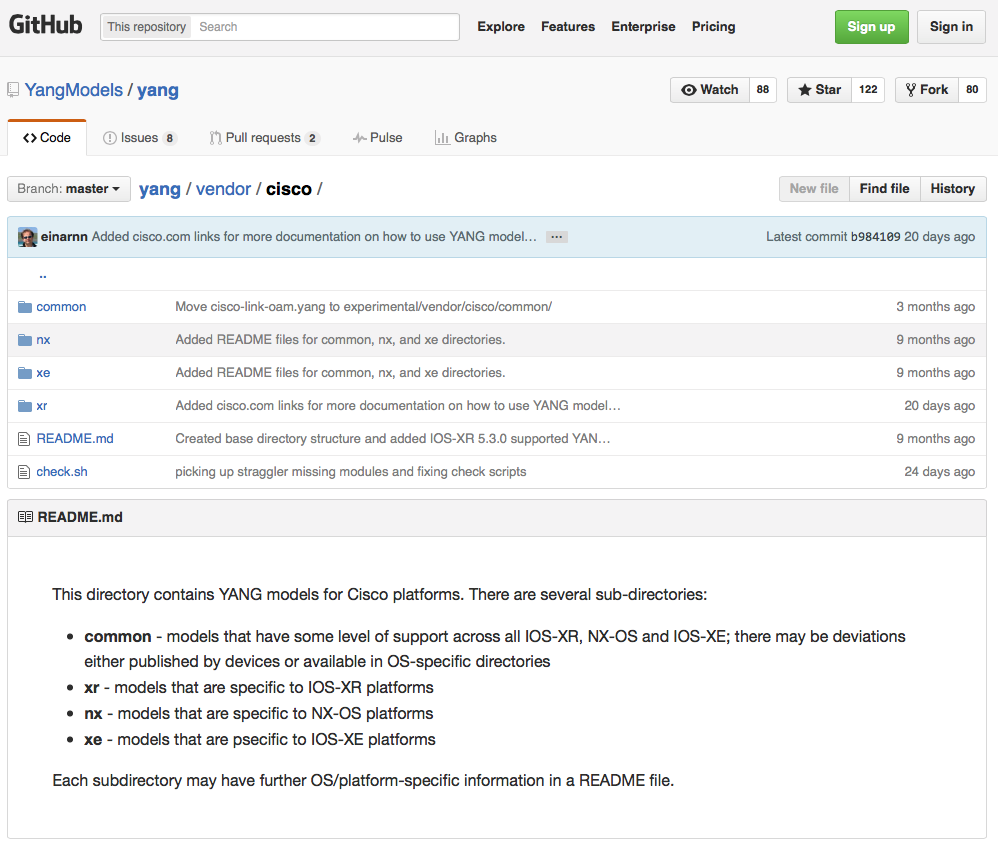 GitHub This repository Search Explore Features Enterprise Pricing Sign up Sign in
YangModels / yang Watch 88 Star 122 Fork 80
Code Issues 8 Pull requests 2 Pulse Graphs
Branch: master yang / vendor / cisco / New file Find file History
einarnn Added cisco.com links for more documentation on how to use YANG model… … Latest commit b984109 20 days ago
..
common Move cisco-link-oam.yang to experimental/vendor/cisco/common/ 3 months ago
nx Added README files for common, nx, and xe directories. 9 months ago
xe Added README files for common, nx, and xe directories. 9 months ago
xr Added cisco.com links for more documentation on how to use YANG model… 20 days ago
README.md Created base directory structure and added IOS-XR 5.3.0 supported YAN… 9 months ago
check.sh picking up straggler missing modules and fixing check scripts 24 days ago
README.md
This directory contains YANG models for Cisco platforms. There are several sub-directories:
• common - models that have some level of support across all IOS-XR, NX-OS and IOS-XE; there may be deviations
either published by devices or available in OS-specific directories
• xr - models that are specific to IOS-XR platforms
• nx - models that are specific to NX-OS platforms
• xe - models that are psecific to IOS-XE platforms
Each subdirectory may have further OS/platform-specific information in a README file.